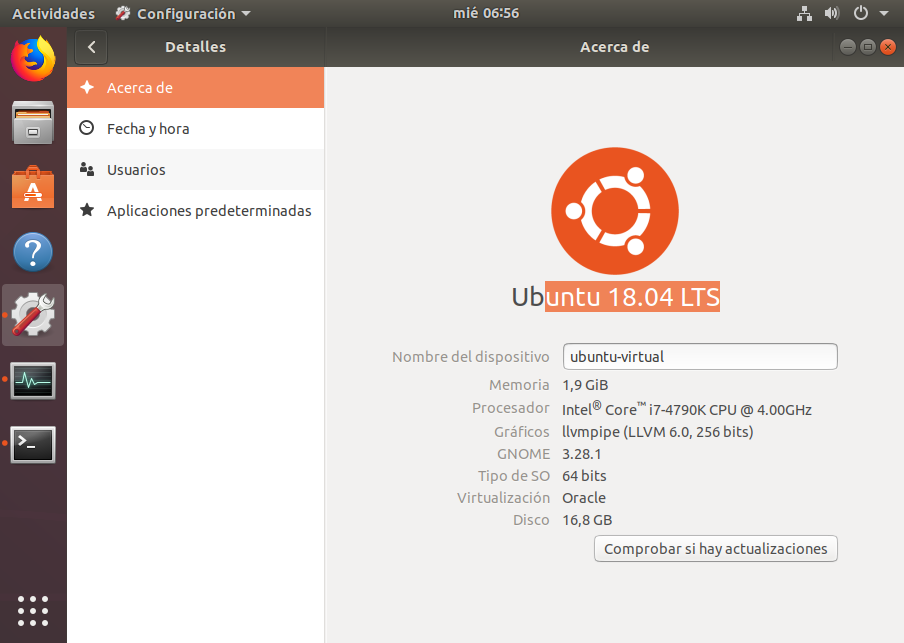 Actividades Configuración mié 06:56
Detalles Acerca de
Acerca de
Fecha y hora
Usuarios
Aplicaciones predeterminadas
Ubuntu 18.04 LTS
Nombre del dispositivo ubuntu-virtual
Memoria 1,9 GiB
Procesador Intel® Core™ i7-4790K CPU @ 4.00GHz
Gráficos llvmpipe (LLVM 6.0, 256 bits)
GNOME 3.28.1
Tipo de SO 64 bits
Virtualización Oracle
Disco 16,8 GB
Comprobar si hay actualizaciones